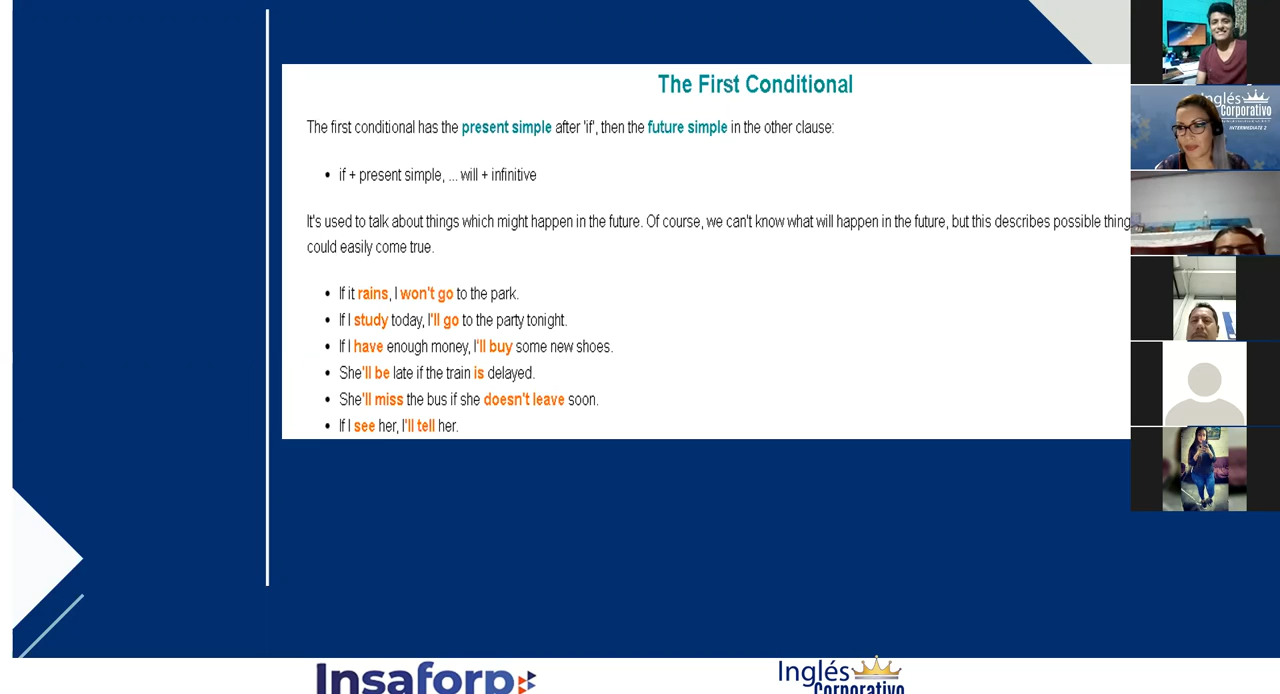 The First Conditional
The first conditional has the present simple after 'if', then the future simple in the other clause:
• if + present simple, ... will + infinitive
It's used to talk about things which might happen in the future. Of course, we can't know what will happen in the future, but this describes possible thing
could easily come true.
• If it rains, I won't go to the park.
• If I study today, I'll go to the party tonight.
• If I have enough money, I'll buy some new shoes.
• She'll be late if the train is delayed.
• She'll miss the bus if she doesn't leave soon.
• If I see her, I'll tell her.
Inglés
Corporativo
INTERMEDIATE 2
Insaforp
Inglés
Corporativo